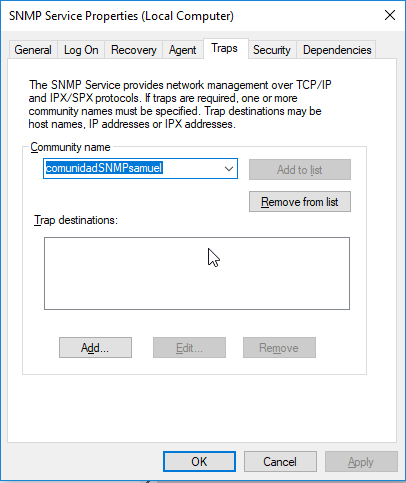 SNMP Service Properties (Local Computer)
General Log On Recovery Agent Traps Security Dependencies
The SNMP Service provides network management over TCP/IP
and IPX/SPX protocols. If traps are required, one or more
community names must be specified. Trap destinations may be
host names, IP addresses or IPX addresses.
Community name
comunidadSNMPsamuel
Add to list
Remove from list
Trap destinations:
Add... Edit... Remove
OK Cancel Apply